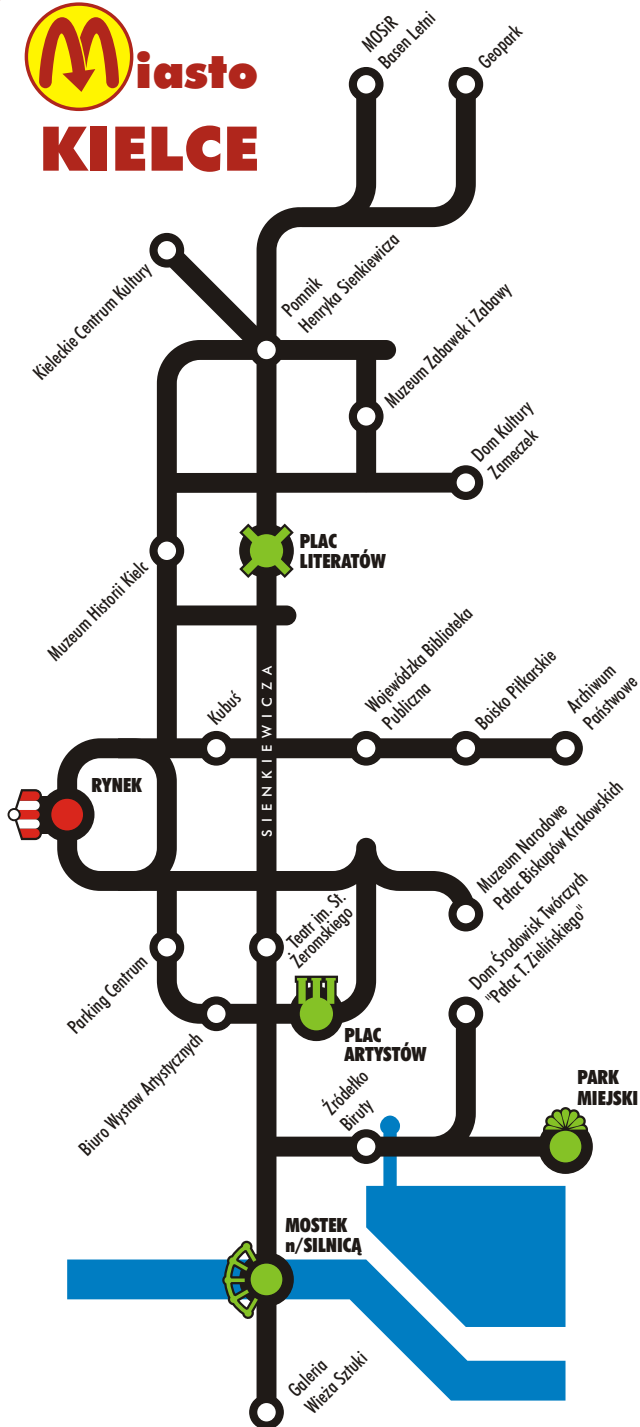 Miasto
KIELCE
MOSiR
Basen Letni
Geopark
Kieleckie Centrum Kultury
Pomnik
Henryka Sienkiewicza
Muzeum Zabawek i Zabawy
Dom Kultury
Zameczek
PLAC
LITERATÓW
Muzeum Historii Kielc
SIENKIEWICZA
Kubuś
Wojewódzka Biblioteka
Publiczna
Boisko Piłkarskie
Archiwum
Państwowe
RYNEK
Muzeum Narodowe
Pałac Biskupów Krakowskich
Parking Centrum
Teatr im. St.
Żeromskiego
Dom Środowisk Twórczych
"Pałac T. Zielińskiego"
Biuro Wystaw Artystycznych
PLAC
ARTYSTÓW
Źródełko
Biruty
PARK
MIEJSKI
MOSTEK
n/SILNICĄ
Galeria
Wieża Sztuki